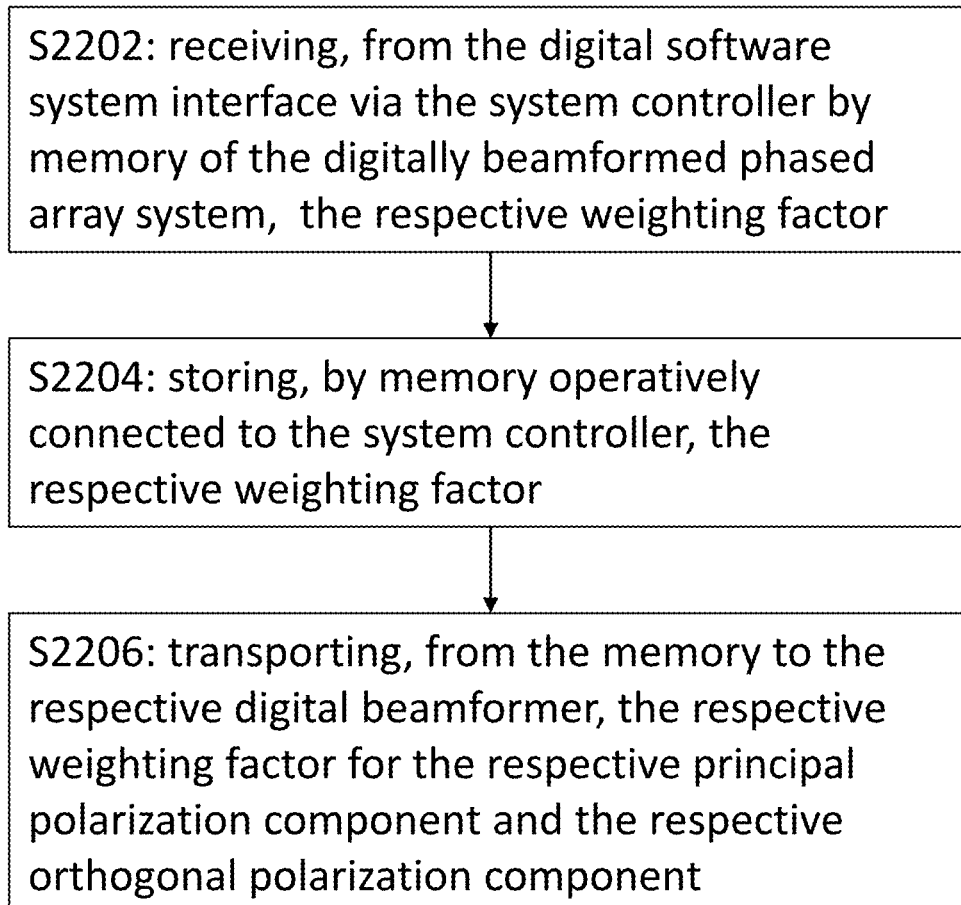 S2202: receiving, from the digital software
system interface via the system controller by
memory of the digitally beamformed phased
array system,  the respective weighting factor
S2204: storing, by memory operatively
connected to the system controller, the
respective weighting factor
S2206: transporting, from the memory to the
respective digital beamformer, the respective
weighting factor for the respective principal
polarization component and the respective
orthogonal polarization component